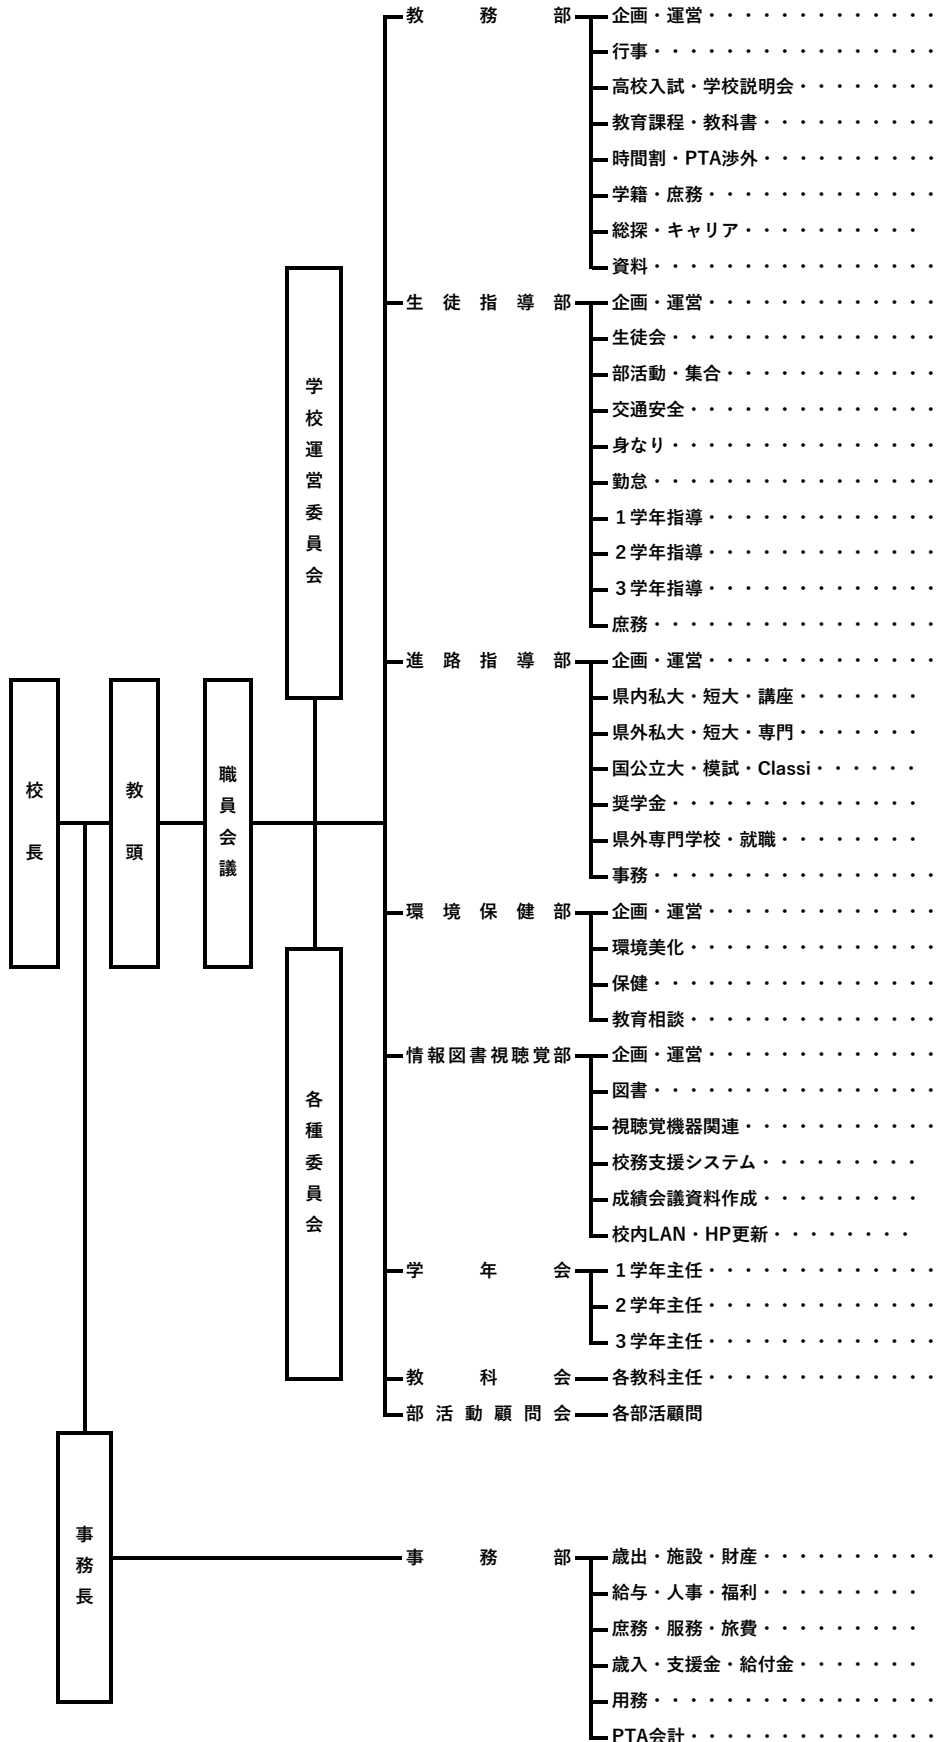 校長
教頭
職員会議
学校運営委員会
各種委員会
事務長
教務部
企画・運営・・・・・・・・・・・・・
行事・・・・・・・・・・・・・・・・
高校入試・学校説明会・・・・・・・・
教育課程・教科書・・・・・・・・・・
時間割・PTA渉外・・・・・・・・・・
学籍・庶務・・・・・・・・・・・・・
総探・キャリア・・・・・・・・・・
資料・・・・・・・・・・・・・・・・
生徒指導部
企画・運営・・・・・・・・・・・・・
生徒会・・・・・・・・・・・・・・・
部活動・集合・・・・・・・・・・・・
交通安全・・・・・・・・・・・・・・
身なり・・・・・・・・・・・・・・・
勤怠・・・・・・・・・・・・・・・・
１学年指導・・・・・・・・・・・・・
２学年指導・・・・・・・・・・・・・
３学年指導・・・・・・・・・・・・・
庶務・・・・・・・・・・・・・・・・
進路指導部
企画・運営・・・・・・・・・・・・・
県内私大・短大・講座・・・・・・・
県外私大・短大・専門・・・・・・・
国公立大・模試・Classi・・・・・・
奨学金・・・・・・・・・・・・・・
県外専門学校・就職・・・・・・・・
事務・・・・・・・・・・・・・・・・
環境保健部
企画・運営・・・・・・・・・・・・・
環境美化・・・・・・・・・・・・・・
保健・・・・・・・・・・・・・・・・
教育相談・・・・・・・・・・・・・・
情報図書視聴覚部
企画・運営・・・・・・・・・・・・・
図書・・・・・・・・・・・・・・・・
視聴覚機器関連・・・・・・・・・・・
校務支援システム・・・・・・・・・
成績会議資料作成・・・・・・・・・
校内LAN・HP更新・・・・・・・・
学年会
１学年主任・・・・・・・・・・・・・
２学年主任・・・・・・・・・・・・・
３学年主任・・・・・・・・・・・・・
教科会
各教科主任・・・・・・・・・・・・・
部活動顧問会
各部活顧問
事務部
歳出・施設・財産・・・・・・・・・・
給与・人事・福利・・・・・・・・・
庶務・服務・旅費・・・・・・・・・
歳入・支援金・給付金・・・・・・・
用務・・・・・・・・・・・・・・・・
PTA会計・・・・・・・・・・・・・・